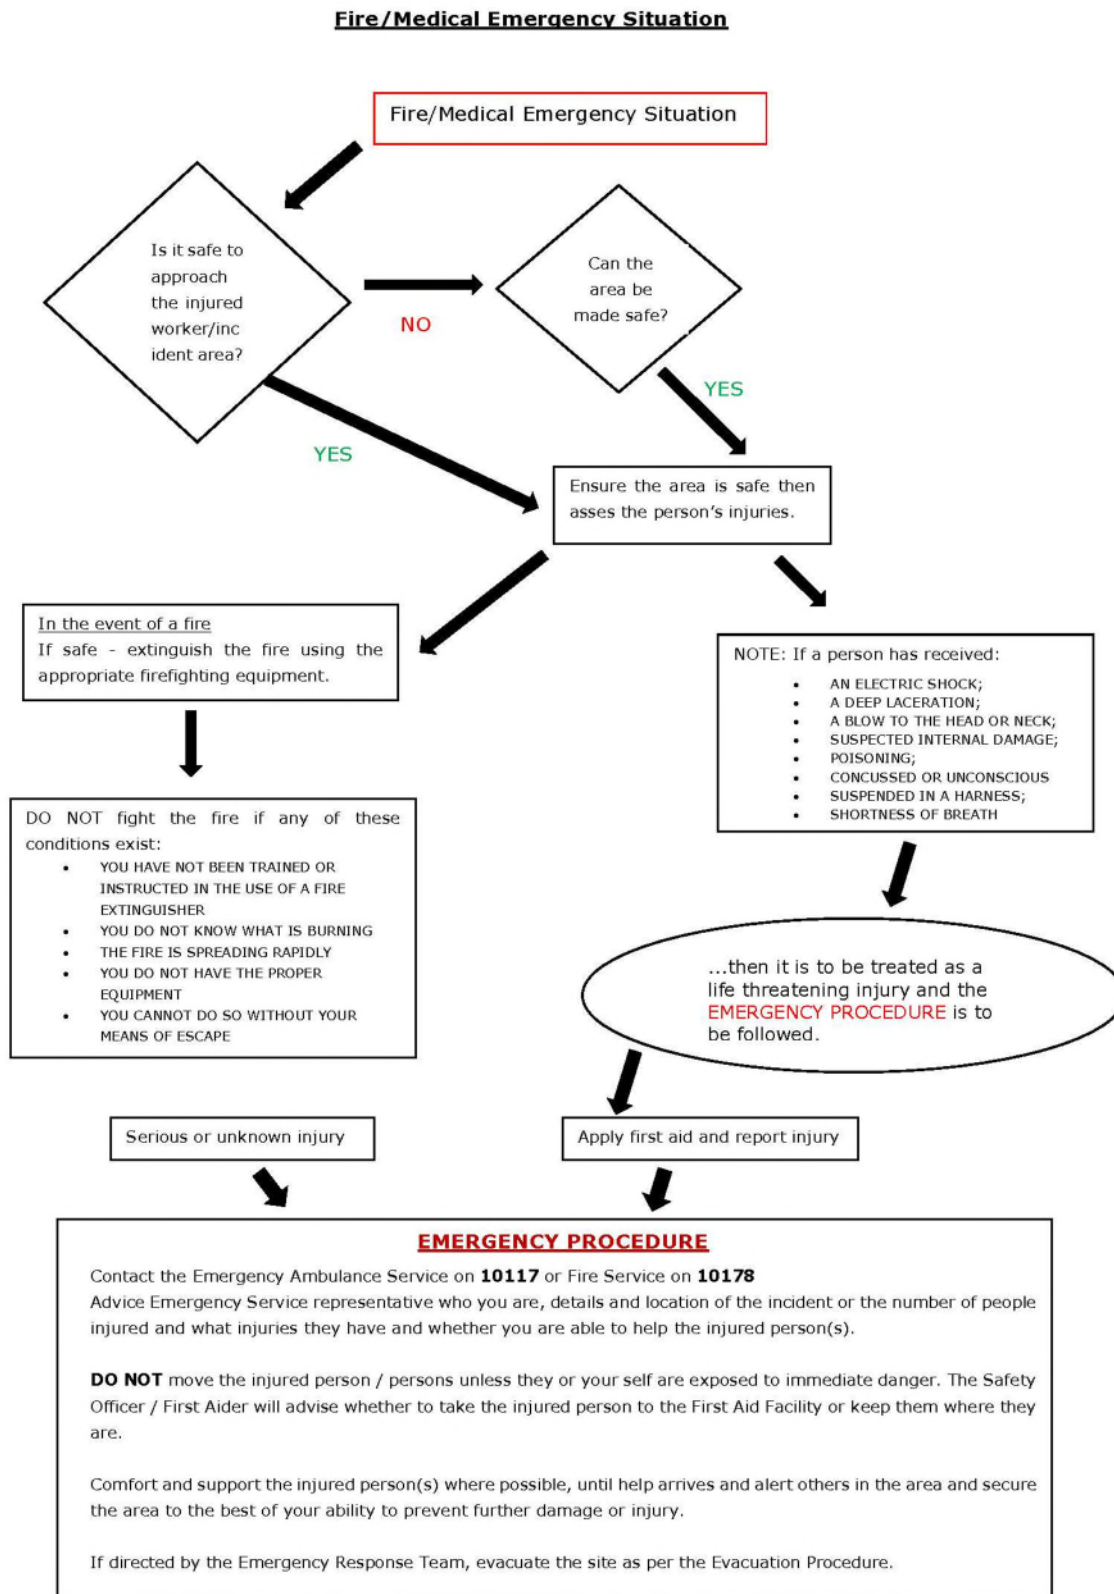 Fire/Medical Emergency Situation
Fire/Medical Emergency Situation
Is it safe to
approach
the injured
worker/inc
ident area?
NO
Can the
area be
made safe?
YES
YES
Ensure the area is safe then
asses the person's injuries.
In the event of a fire
If safe - extinguish the fire using the
appropriate firefighting equipment.
NOTE: If a person has received:
• AN ELECTRIC SHOCK;
• A DEEP LACERATION;
• A BLOW TO THE HEAD OR NECK;
• SUSPECTED INTERNAL DAMAGE;
• POISONING;
• CONCUSSED OR UNCONSCIOUS
• SUSPENDED IN A HARNESS;
• SHORTNESS OF BREATH
DO NOT fight the fire if any of these
conditions exist:
• YOU HAVE NOT BEEN TRAINED OR
INSTRUCTED IN THE USE OF A FIRE
EXTINGUISHER
• YOU DO NOT KNOW WHAT IS BURNING
• THE FIRE IS SPREADING RAPIDLY
• YOU DO NOT HAVE THE PROPER
EQUIPMENT
• YOU CANNOT DO SO WITHOUT YOUR
MEANS OF ESCAPE
...then it is to be treated as a
life threatening injury and the
EMERGENCY PROCEDURE is to
be followed.
Serious or unknown injury
Apply first aid and report injury
EMERGENCY PROCEDURE
Contact the Emergency Ambulance Service on 10117 or Fire Service on 10178
Advice Emergency Service representative who you are, details and location of the incident or the number of people
injured and what injuries they have and whether you are able to help the injured person(s).
DO NOT move the injured person / persons unless they or your self are exposed to immediate danger. The Safety
Officer / First Aider will advise whether to take the injured person to the First Aid Facility or keep them where they
are.
Comfort and support the injured person(s) where possible, until help arrives and alert others in the area and secure
the area to the best of your ability to prevent further damage or injury.
If directed by the Emergency Response Team, evacuate the site as per the Evacuation Procedure.